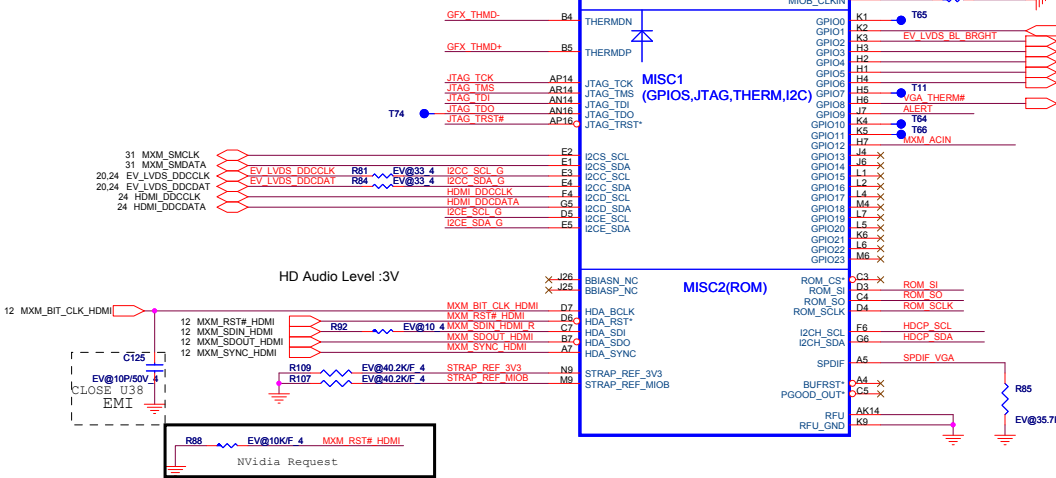 MIOB_CLKIN
GFX_THMD- B4 THERMDN
GFX_THMD+ B5 THERMDP
MISC1
(GPIOS,JTAG,THERM,I2C)
JTAG_TCK AP14 JTAG_TCK
JTAG_TMS AR14 JTAG_TMS
JTAG_TDI AN14 JTAG_TDI
T74 JTAG_TDO AN16 JTAG_TDO
JTAG_TRST# AP16 JTAG_TRST*
31 MXM_SMCLK E2 I2CS_SCL
31 MXM_SMDATA E1 I2CS_SDA
20,24 EV_LVDS_DDCCLK EV_LVDS_DDCCLK R81 EV@33_4 I2CC_SCL_G E3 I2CC_SCL
20,24 EV_LVDS_DDCDAT EV_LVDS_DDCDAT R84 EV@33_4 I2CC_SDA_G E4 I2CC_SDA
24 HDMI_DDCCLK HDMI_DDCCLK F4 I2CD_SCL
24 HDMI_DDCDATA HDMI_DDCDATA G5 I2CD_SDA
I2CE_SCL_G D5 I2CE_SCL
I2CE_SDA_G E5 I2CE_SDA
GPIO0 K1 T65
GPIO1 K2
GPIO2 K3 EV_LVDS_BL_BRGHT
GPIO3 H3
GPIO4 H2
GPIO5 H1
GPIO6 H4
GPIO7 H5 T11
GPIO8 H6 VGA_THERM#
GPIO9 J7 ALERT
GPIO10 K4 T64
GPIO11 K5 T66
GPIO12 H7 MXM_ACIN
GPIO13 J4
GPIO14 J6
GPIO15 L1
GPIO16 L2
GPIO17 L4
GPIO18 M4
GPIO19 L7
GPIO20 L5
GPIO21 K6
GPIO22 L6
GPIO23 M6
HD Audio Level :3V
MISC2(ROM)
J26 BBIASN_NC
J25 BBIASP_NC
12 MXM_BIT_CLK_HDMI MXM_BIT_CLK_HDMI D7 HDA_BCLK
12 MXM_RST#_HDMI MXM_RST#_HDMI D6 HDA_RST*
12 MXM_SDIN_HDMI R92 EV@10_4 MXM_SDIN_HDMI_R C7 HDA_SDI
12 MXM_SDOUT_HDMI MXM_SDOUT_HDMI B7 HDA_SDO
12 MXM_SYNC_HDMI MXM_SYNC_HDMI A7 HDA_SYNC
R109 EV@40.2K/F_4 STRAP_REF_3V3 N9 STRAP_REF_3V3
R107 EV@40.2K/F_4 STRAP_REF_MIOB M9 STRAP_REF_MIOB
ROM_CS* C3
ROM_SI D3 ROM_SI
ROM_SO C4 ROM_SO
ROM_SCLK D4 ROM_SCLK
I2CH_SCL F6 HDCP_SCL
I2CH_SDA G6 HDCP_SDA
SPDIF A5 SPDIF_VGA
BUFRST* A4
PGOOD_OUT* C5
RFU AK14
RFU_GND K9
R85
C125
EV@10P/50V_4
CLOSE U38
EMI
R88 EV@10K/F_4 MXM_RST#_HDMI
NVidia Request